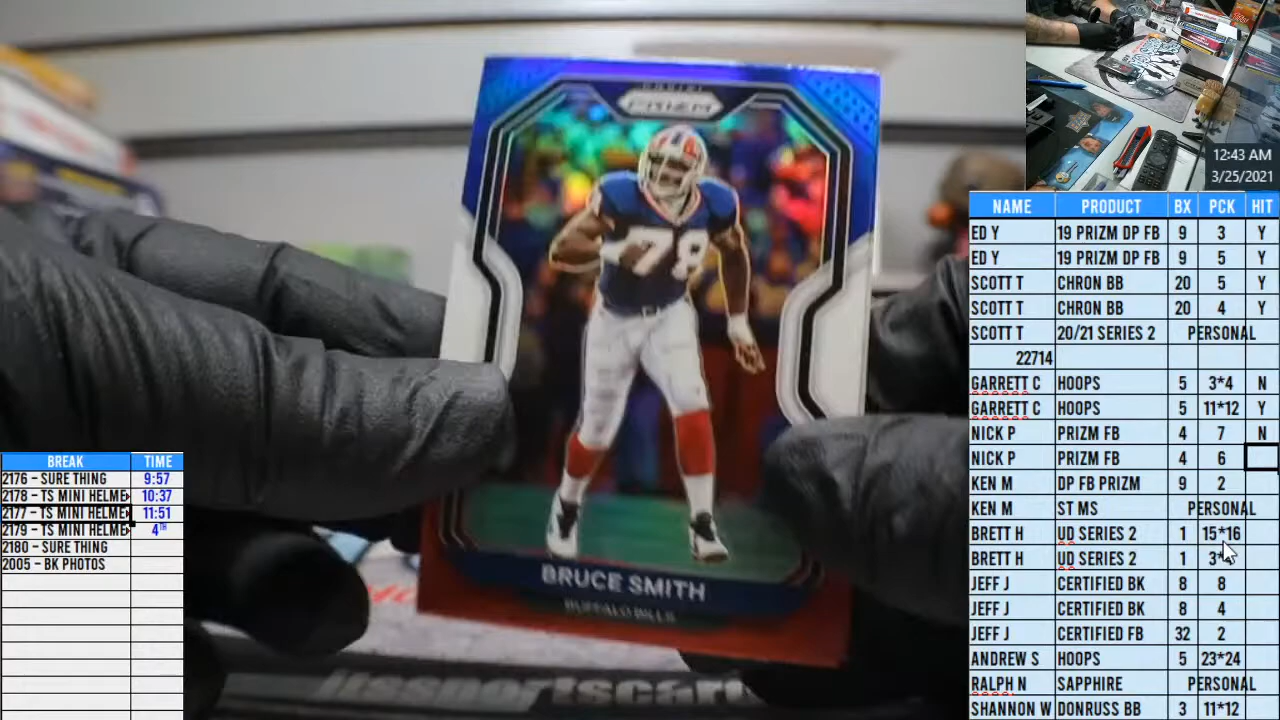 PRIZM
78
BRUCE SMITH
BUFFALO BILLS
12:43 AM
3/25/2021
NAME PRODUCT BX PCK HIT
ED Y 19 PRIZM DP FB 9 3 Y
ED Y 19 PRIZM DP FB 9 5 Y
SCOTT T CHRON BB 20 5 Y
SCOTT T CHRON BB 20 4 Y
SCOTT T 20/21 SERIES 2 PERSONAL
22714
GARRETT C HOOPS 5 3*4 N
GARRETT C HOOPS 5 11*12 Y
NICK P PRIZM FB 4 7 N
NICK P PRIZM FB 4 6
KEN M DP FB PRIZM 9 2
KEN M ST MS PERSONAL
BRETT H UD SERIES 2 1 15*16
BRETT H UD SERIES 2 1
JEFF J CERTIFIED BK 8 8
JEFF J CERTIFIED BK 8 4
JEFF J CERTIFIED FB 32 2
ANDREW S HOOPS 5 23*24
RALPH N SAPPHIRE PERSONAL
SHANNON W DONRUSS BB 3 11*12
BREAK TIME
2176 – SURE THING 9:57
2178 – TS MINI HELME 10:37
2177 – TS MINI HELME 11:51
2179 – TS MINI HELME 4TH
2180 – SURE THING
2005 – BK PHOTOS